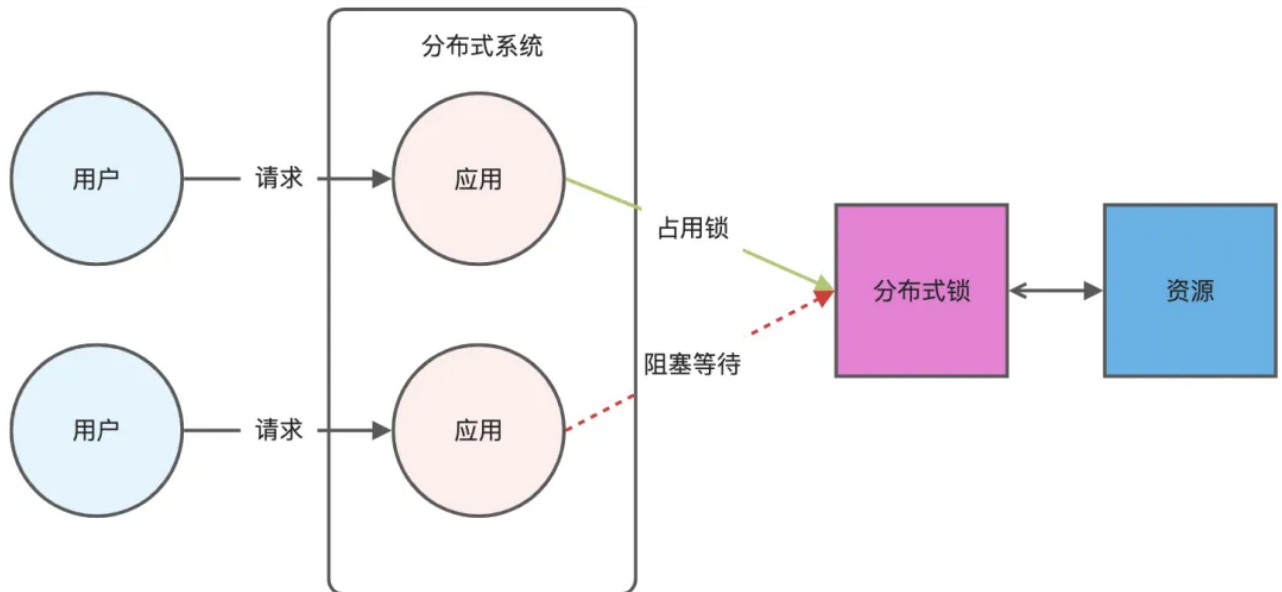 分布式系统
用户
请求
应用
占用锁
分布式锁
资源
阻塞等待
用户
请求
应用